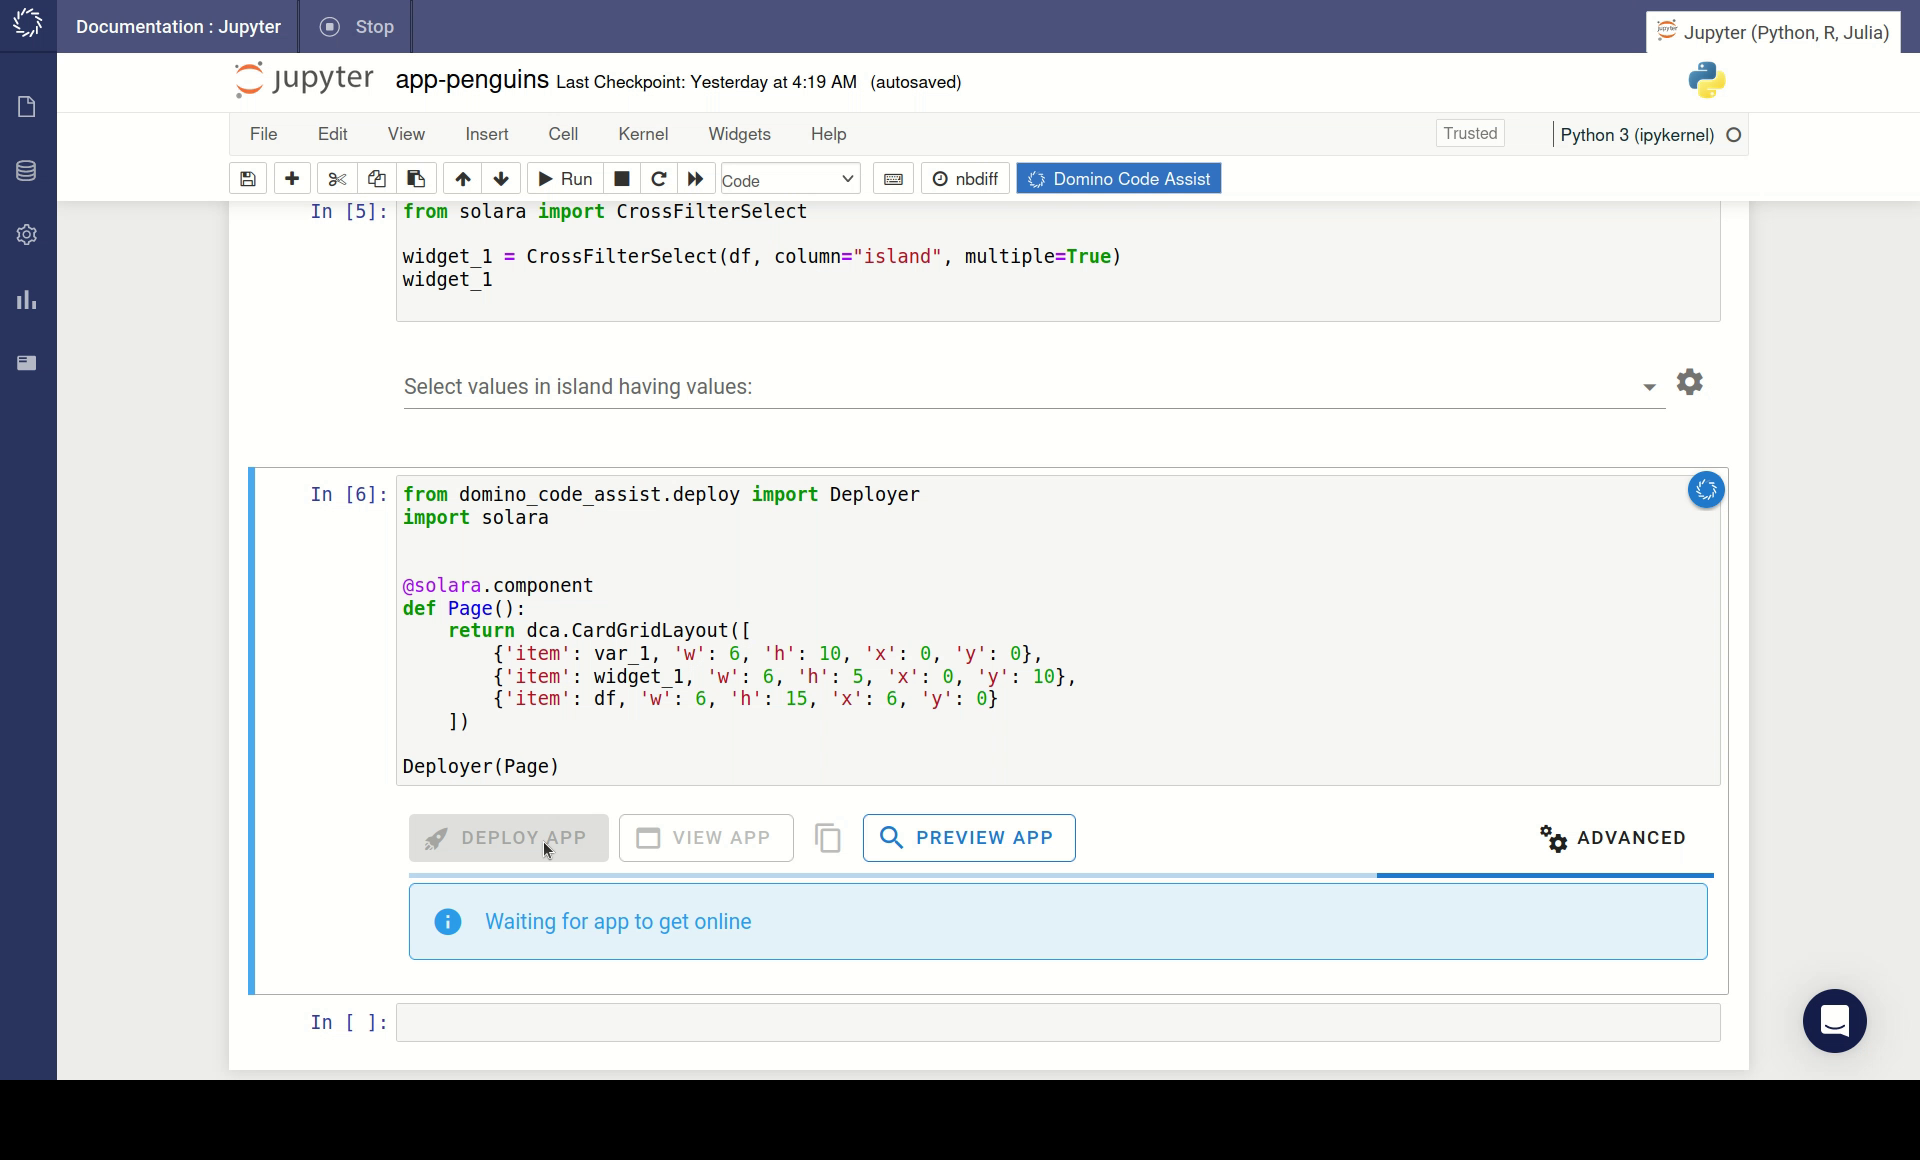 Documentation : Jupyter
Stop
Jupyter (Python, R, Julia)
jupyter
app-penguins Last Checkpoint: Yesterday at 4:19 AM (autosaved)
File Edit View Insert Cell Kernel Widgets Help
Trusted
Python 3 (ipykernel)
Run
Code
nbdiff
Domino Code Assist
In [5]:
from solara import CrossFilterSelect
widget_1 = CrossFilterSelect(df, column="island", multiple=True)
widget_1
Select values in island having values:
In [6]:
from domino_code_assist.deploy import Deployer
import solara
@solara.component
def Page():
    return dca.CardGridLayout([
        {'item': var_1, 'w': 6, 'h': 10, 'x': 0, 'y': 0},
        {'item': widget_1, 'w': 6, 'h': 5, 'x': 0, 'y': 10},
        {'item': df, 'w': 6, 'h': 15, 'x': 6, 'y': 0}
    ])
Deployer(Page)
DEPLOY APP
VIEW APP
PREVIEW APP
ADVANCED
Waiting for app to get online
In [ ]: